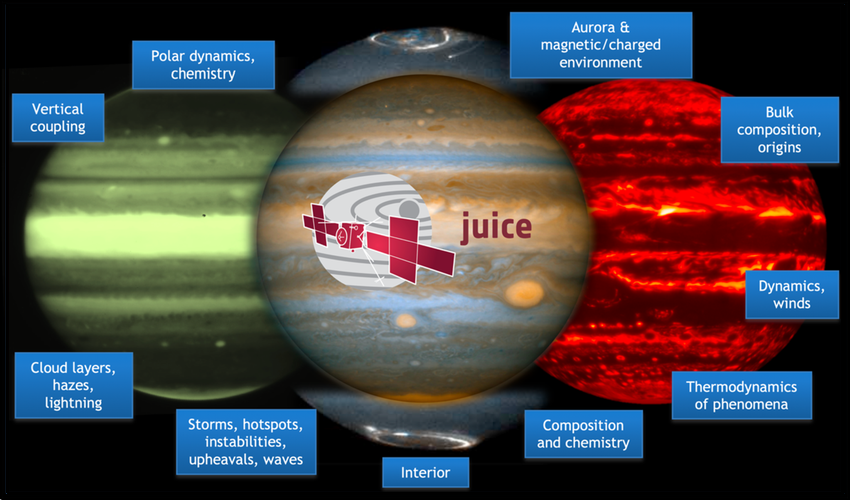 Aurora &
magnetic/charged
environment
Polar dynamics,
chemistry
Vertical
coupling
Bulk
composition,
origins
juice
Dynamics,
winds
Cloud layers,
hazes,
lightning
Thermodynamics
of phenomena
Storms, hotspots,
instabilities,
upheavals, waves
Composition
and chemistry
Interior